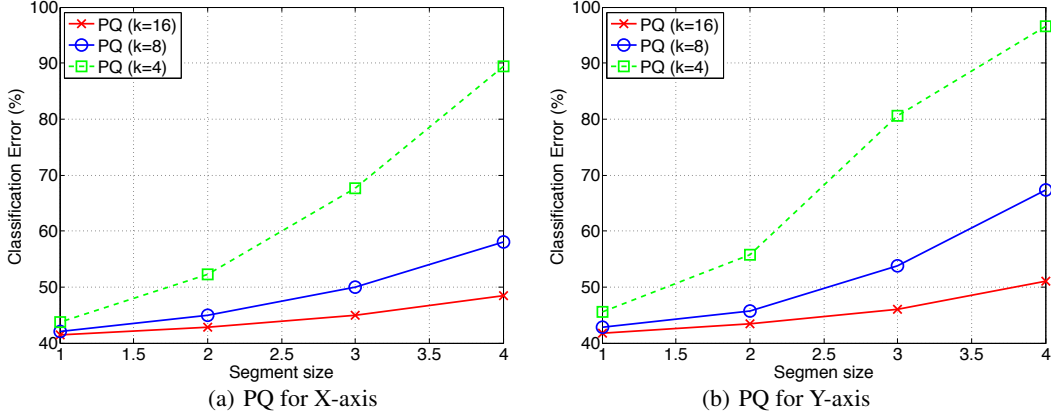 100
90
80
70
60
50
40
Classification Error (%)
PQ (k=16)
PQ (k=8)
PQ (k=4)
1 1.5 2 2.5 3 3.5 4
Segment size
(a) PQ for X-axis
100
90
80
70
60
50
40
Classification Error (%)
PQ (k=16)
PQ (k=8)
PQ (k=4)
1 1.5 2 2.5 3 3.5 4
Segmen size
(b) PQ for Y-axis